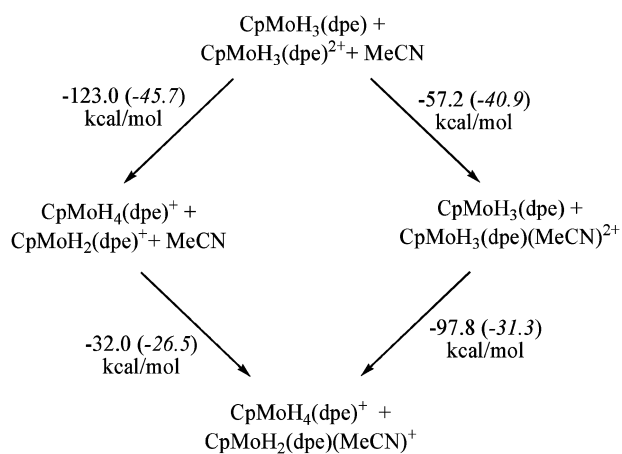 CpMoH₃(dpe) +
CpMoH₃(dpe)²⁺+ MeCN
-123.0 (-45.7)
kcal/mol
-57.2 (-40.9)
kcal/mol
CpMoH₄(dpe)⁺ +
CpMoH₂(dpe)⁺+ MeCN
CpMoH₃(dpe) +
CpMoH₃(dpe)(MeCN)²⁺
-32.0 (-26.5)
kcal/mol
-97.8 (-31.3)
kcal/mol
CpMoH₄(dpe)⁺ +
CpMoH₂(dpe)(MeCN)⁺